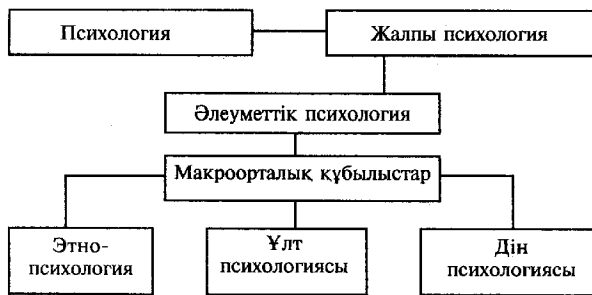 Психология
Жалпы психология
Әлеуметтік психология
Макроорталық құбылыстар
Этно-
психология
Ұлт
психологиясы
Дін
психологиясы